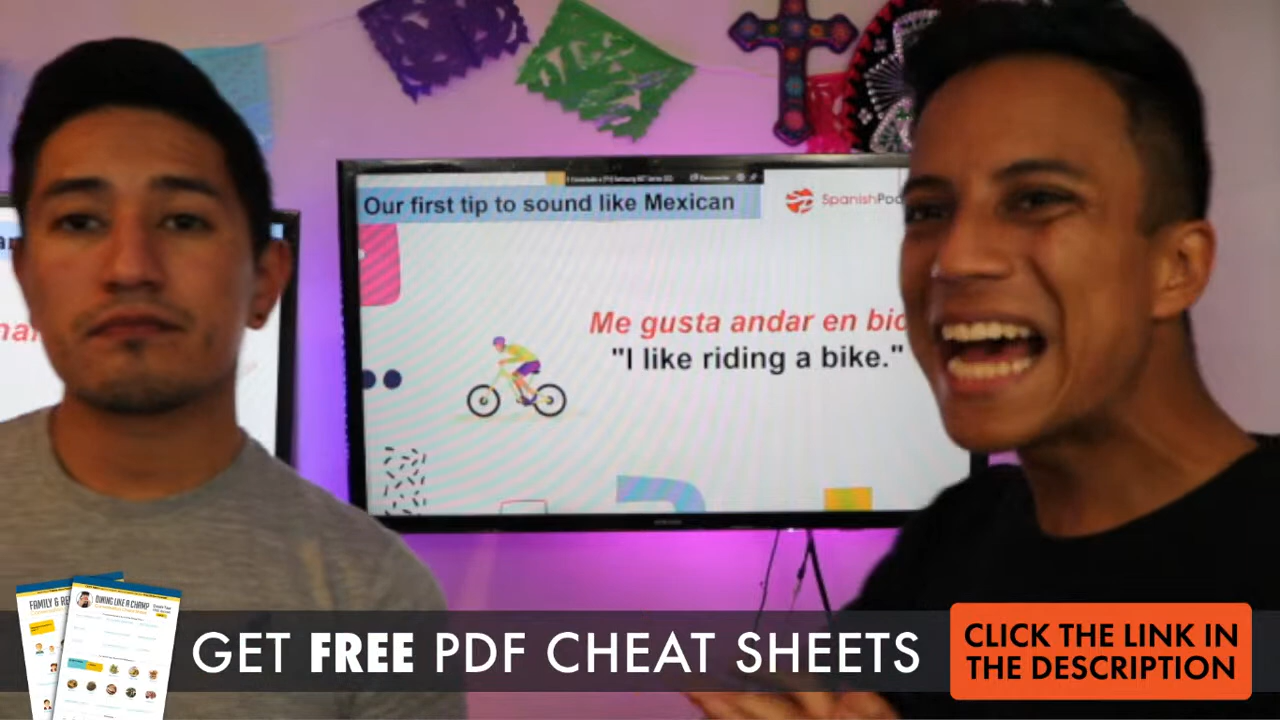 Our first tip to sound like Mexican
SpanishPod
Me gusta andar en bic
"I like riding a bike."
FAMILY & RE
DINING LIKE A CHAMP
GET FREE PDF CHEAT SHEETS
CLICK THE LINK IN
THE DESCRIPTION